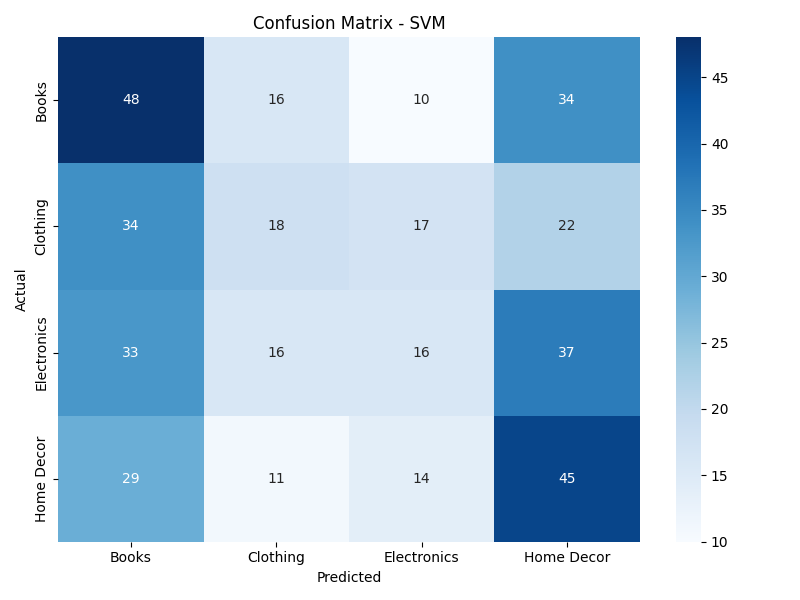 Confusion Matrix - SVM
Books 48 16 10 34
Clothing 34 18 17 22
Electronics 33 16 16 37
Home Decor 29 11 14 45
Books Clothing Electronics Home Decor
Predicted
Actual
45
40
35
30
25
20
15
10